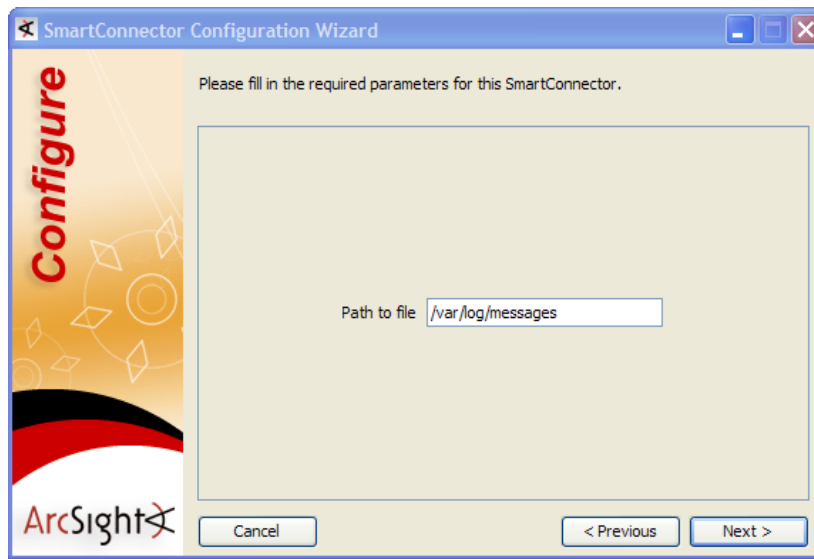 SmartConnector Configuration Wizard
Configure
Please fill in the required parameters for this SmartConnector.
Path to file /var/log/messages
ArcSight
Cancel < Previous Next >